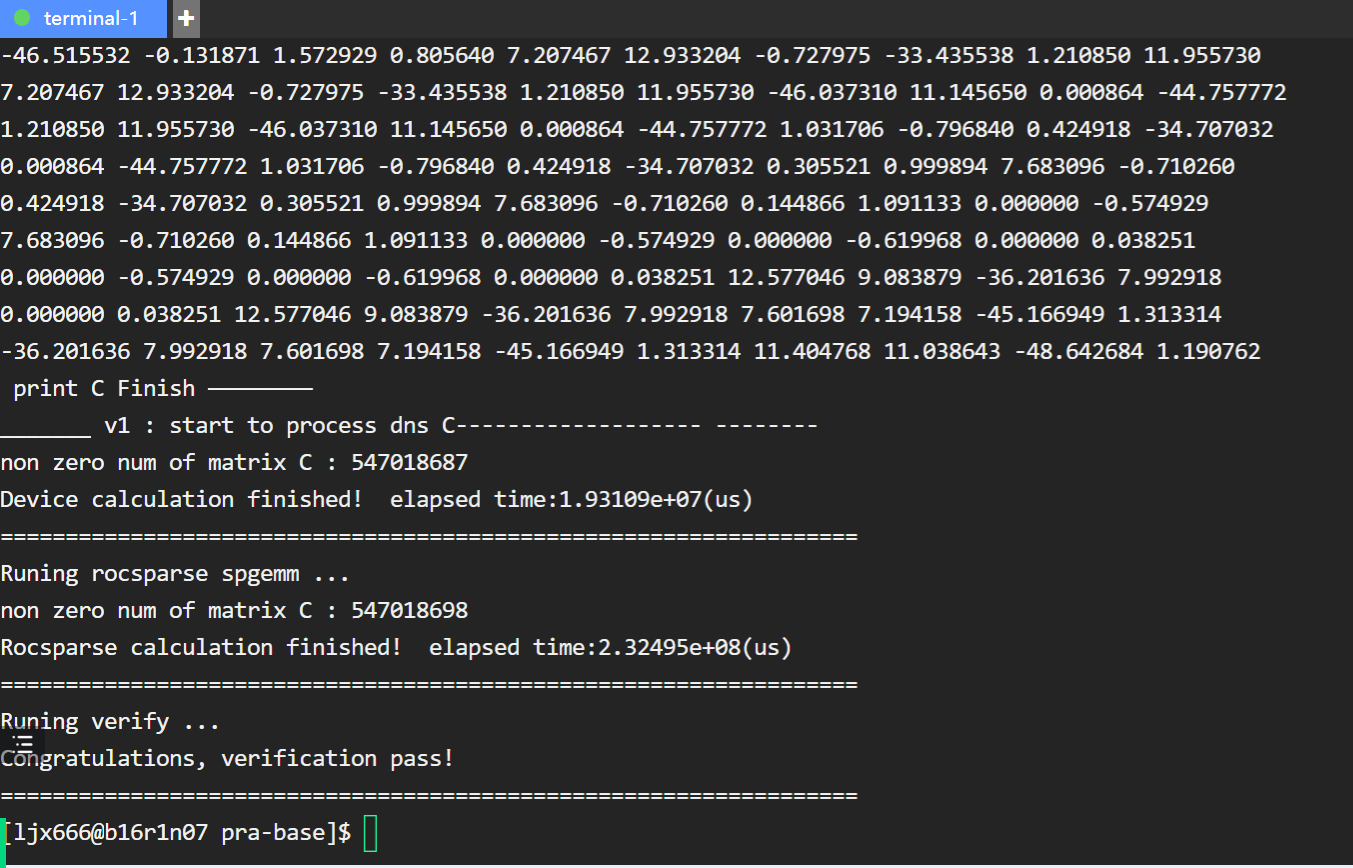 terminal-1
-46.515532 -0.131871 1.572929 0.805640 7.207467 12.933204 -0.727975 -33.435538 1.210850 11.955730
7.207467 12.933204 -0.727975 -33.435538 1.210850 11.955730 -46.037310 11.145650 0.000864 -44.757772
1.210850 11.955730 -46.037310 11.145650 0.000864 -44.757772 1.031706 -0.796840 0.424918 -34.707032
0.000864 -44.757772 1.031706 -0.796840 0.424918 -34.707032 0.305521 0.999894 7.683096 -0.710260
0.424918 -34.707032 0.305521 0.999894 7.683096 -0.710260 0.144866 1.091133 0.000000 -0.574929
7.683096 -0.710260 0.144866 1.091133 0.000000 -0.574929 0.000000 -0.619968 0.000000 0.038251
0.000000 -0.574929 0.000000 -0.619968 0.000000 0.038251 12.577046 9.083879 -36.201636 7.992918
0.000000 0.038251 12.577046 9.083879 -36.201636 7.992918 7.601698 7.194158 -45.166949 1.313314
-36.201636 7.992918 7.601698 7.194158 -45.166949 1.313314 11.404768 11.038643 -48.642684 1.190762
print C Finish ————————
_______ v1 : start to process dns C------------------- --------
non zero num of matrix C : 547018687
Device calculation finished!  elapsed time:1.93109e+07(us)
==================================================================
Runing rocsparse spgemm ...
non zero num of matrix C : 547018698
Rocsparse calculation finished!  elapsed time:2.32495e+08(us)
==================================================================
Runing verify ...
Congratulations, verification pass!
==================================================================
[ljx666@b16r1n07 pra-base]$